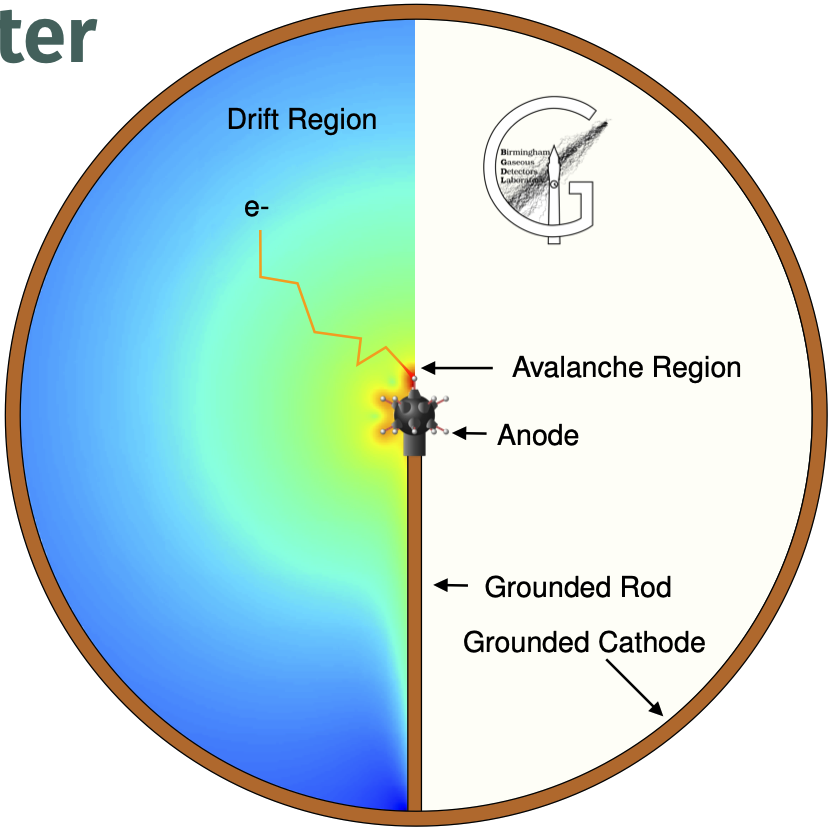 ter
Drift Region
Birmingham
Gaseous
Detectors
Laboratory
e-
Avalanche Region
Anode
Grounded Rod
Grounded Cathode